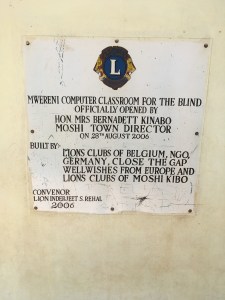 L
MWERENI COMPUTER CLASSROOM FOR THE BLIND
OFFICIALLY OPENED BY
HON MRS BERNADETT KINABO
MOSHI TOWN DIRECTOR
ON 28TH AUGUST 2006
BUILT BY:-
LIONS CLUBS OF BELGIUM, NGO,
GERMANY, CLOSE THE GAP
WELLWISHES FROM EUROPE AND
LIONS CLUBS OF MOSHI KIBO
CONVENOR
LION INDERJEET S. REHAL
2006